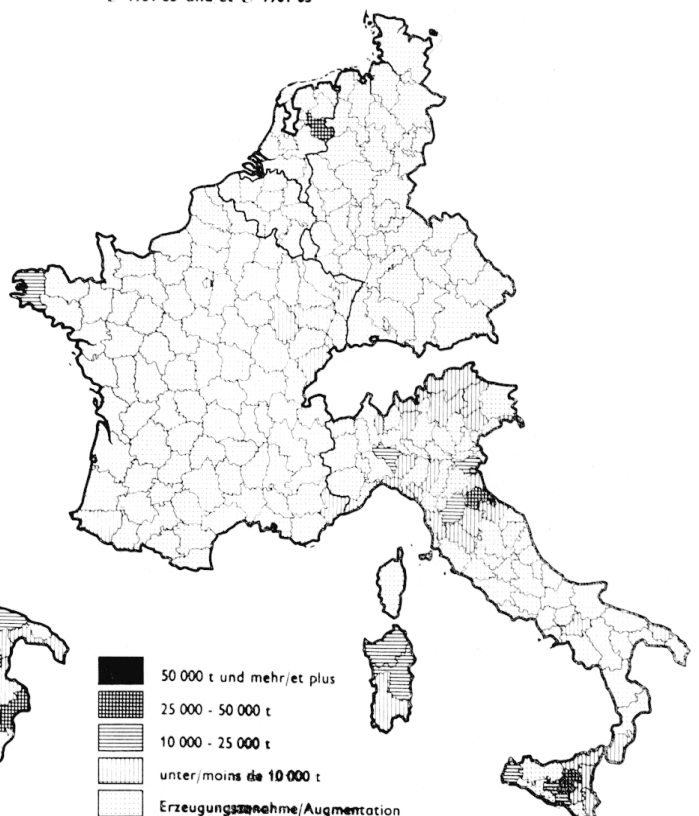 50 000 t und mehr/et plus
25 000 - 50 000 t
10 000 - 25 000 t
unter/moins de 10 000 t
/Augmentation